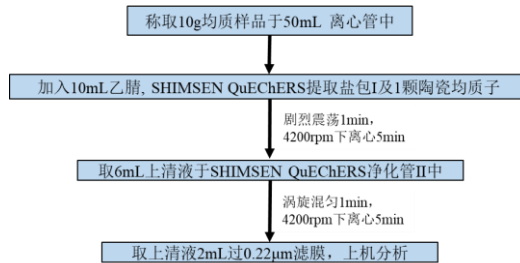 称取10g均质样品于50mL 离心管中
加入10mL乙腈, SHIMSEN QuEChERS提取盐包I及1颗陶瓷均质子
剧烈震荡1min,
4200rpm下离心5min
取6mL上清液于SHIMSEN QuEChERS净化管II中
涡旋混匀1min,
4200rpm下离心5min
取上清液2mL过0.22μm滤膜，上机分析